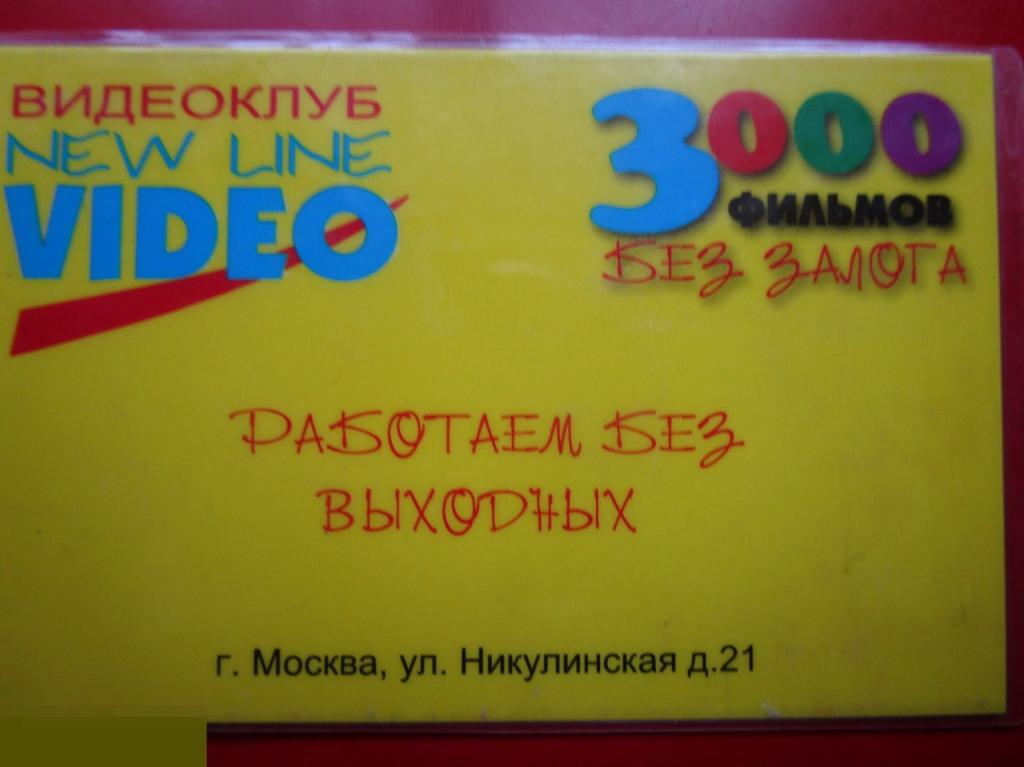 ВИДЕОКЛУБ
NEW LINE
VIDEO
3000
ФИЛЬМОВ
БЕЗ ЗАЛОГА
РАБОТАЕМ БЕЗ
ВЫХОДНЫХ
г. Москва, ул. Никулинская д.21